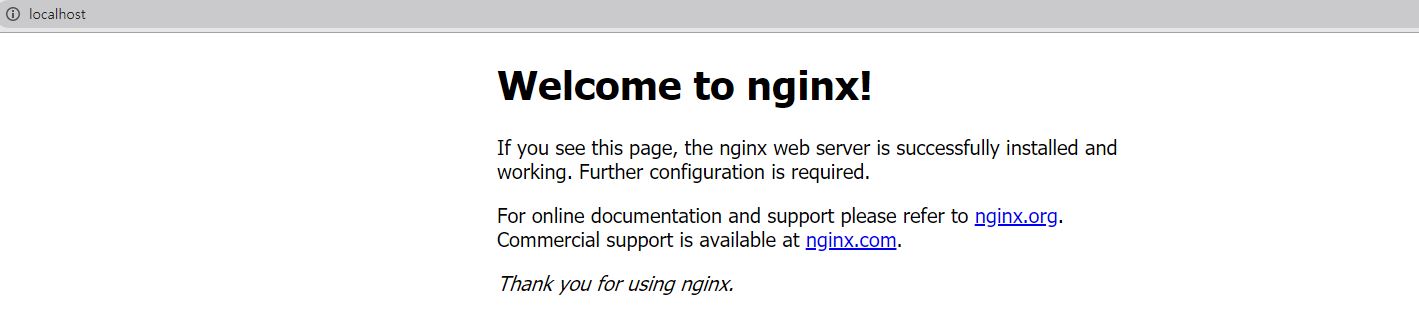 localhost
Welcome to nginx!
If you see this page, the nginx web server is successfully installed and
working. Further configuration is required.
For online documentation and support please refer to nginx.org.
Commercial support is available at nginx.com.
Thank you for using nginx.